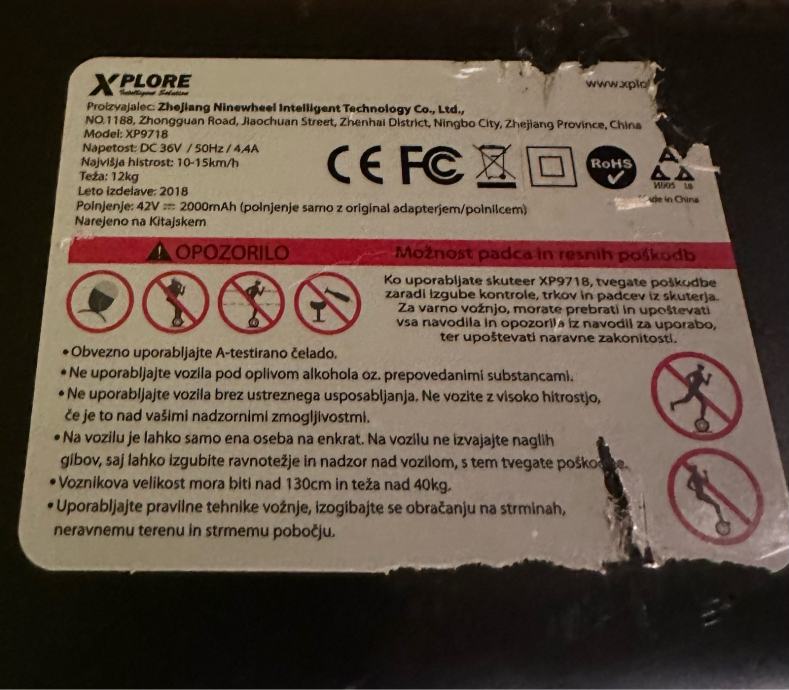 XPLORE
Intelligent Solution
www.xplo
Proizvajalec: Zhejiang Ninewheel Intelligent Technology Co., Ltd.,
NO.1188, Zhongguan Road, Jiaochuan Street, Zhenhai District, Ningbo City, Zhejiang Province, China
Model: XP9718
Napetost: DC 36V / 50Hz / 4,4A
Najvišja histrost: 10-15km/h
Teža: 12kg
Leto izdelave: 2018
Polnjenje: 42V ⎓ 2000mAh (polnjenje samo z original adapterjem/polnilcem)
Narejeno na Kitajskem
CE FC
RoHS
de in China
OPOZORILO
Možnost padca in resnih poškodb
Ko uporabljate skuteer XP9718, tvegate poškodbe
zaradi izgube kontrole, trkov in padcev iz skuterja.
Za varno vožnjo, morate prebrati in upoštevati
vsa navodila in opozorila iz navodil za uporabo,
ter upoštevati naravne zakonitosti.
• Obvezno uporabljajte A-testirano čelado.
• Ne uporabljajte vozila pod oplivom alkohola oz. prepovedanimi substancami.
• Ne uporabljajte vozila brez ustreznega usposabljanja. Ne vozite z visoko hitrostjo,
če je to nad vašimi nadzornimi zmogljivostmi.
• Na vozilu je lahko samo ena oseba na enkrat. Na vozilu ne izvajajte naglih
gibov, saj lahko izgubite ravnotežje in nadzor nad vozilom, s tem tvegate poškodbe.
• Voznikova velikost mora biti nad 130cm in teža nad 40kg.
• Uporabljajte pravilne tehnike vožnje, izogibajte se obračanju na strminah,
neravnemu terenu in strmemu pobočju.